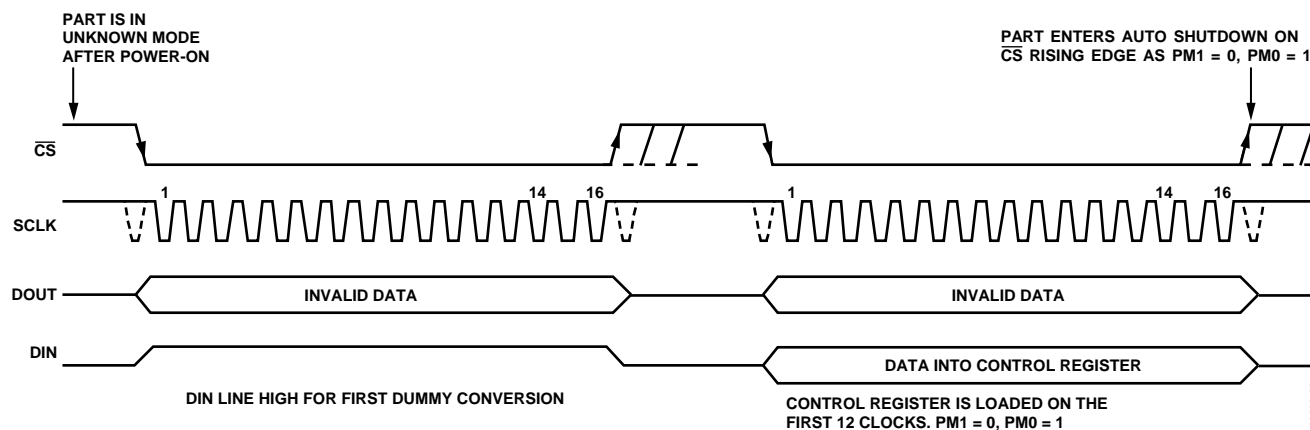 PART IS IN
UNKNOWN MODE
AFTER POWER-ON
PART ENTERS AUTO SHUTDOWN ON
CS RISING EDGE AS PM1 = 0, PM0 = 1
CS
1 14 16 1 14 16
SCLK
DOUT INVALID DATA INVALID DATA
DIN DATA INTO CONTROL REGISTER
DIN LINE HIGH FOR FIRST DUMMY CONVERSION
CONTROL REGISTER IS LOADED ON THE
FIRST 12 CLOCKS. PM1 = 0, PM0 = 1